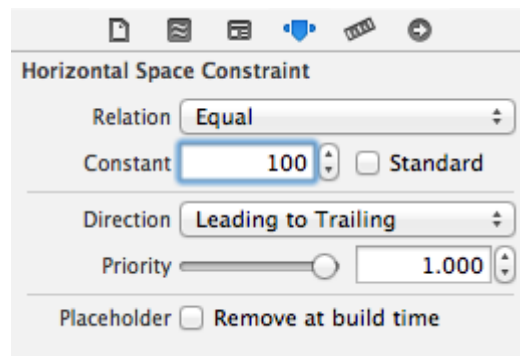 Horizontal Space Constraint
Relation Equal
Constant 100 Standard
Direction Leading to Trailing
Priority 1.000
Placeholder Remove at build time